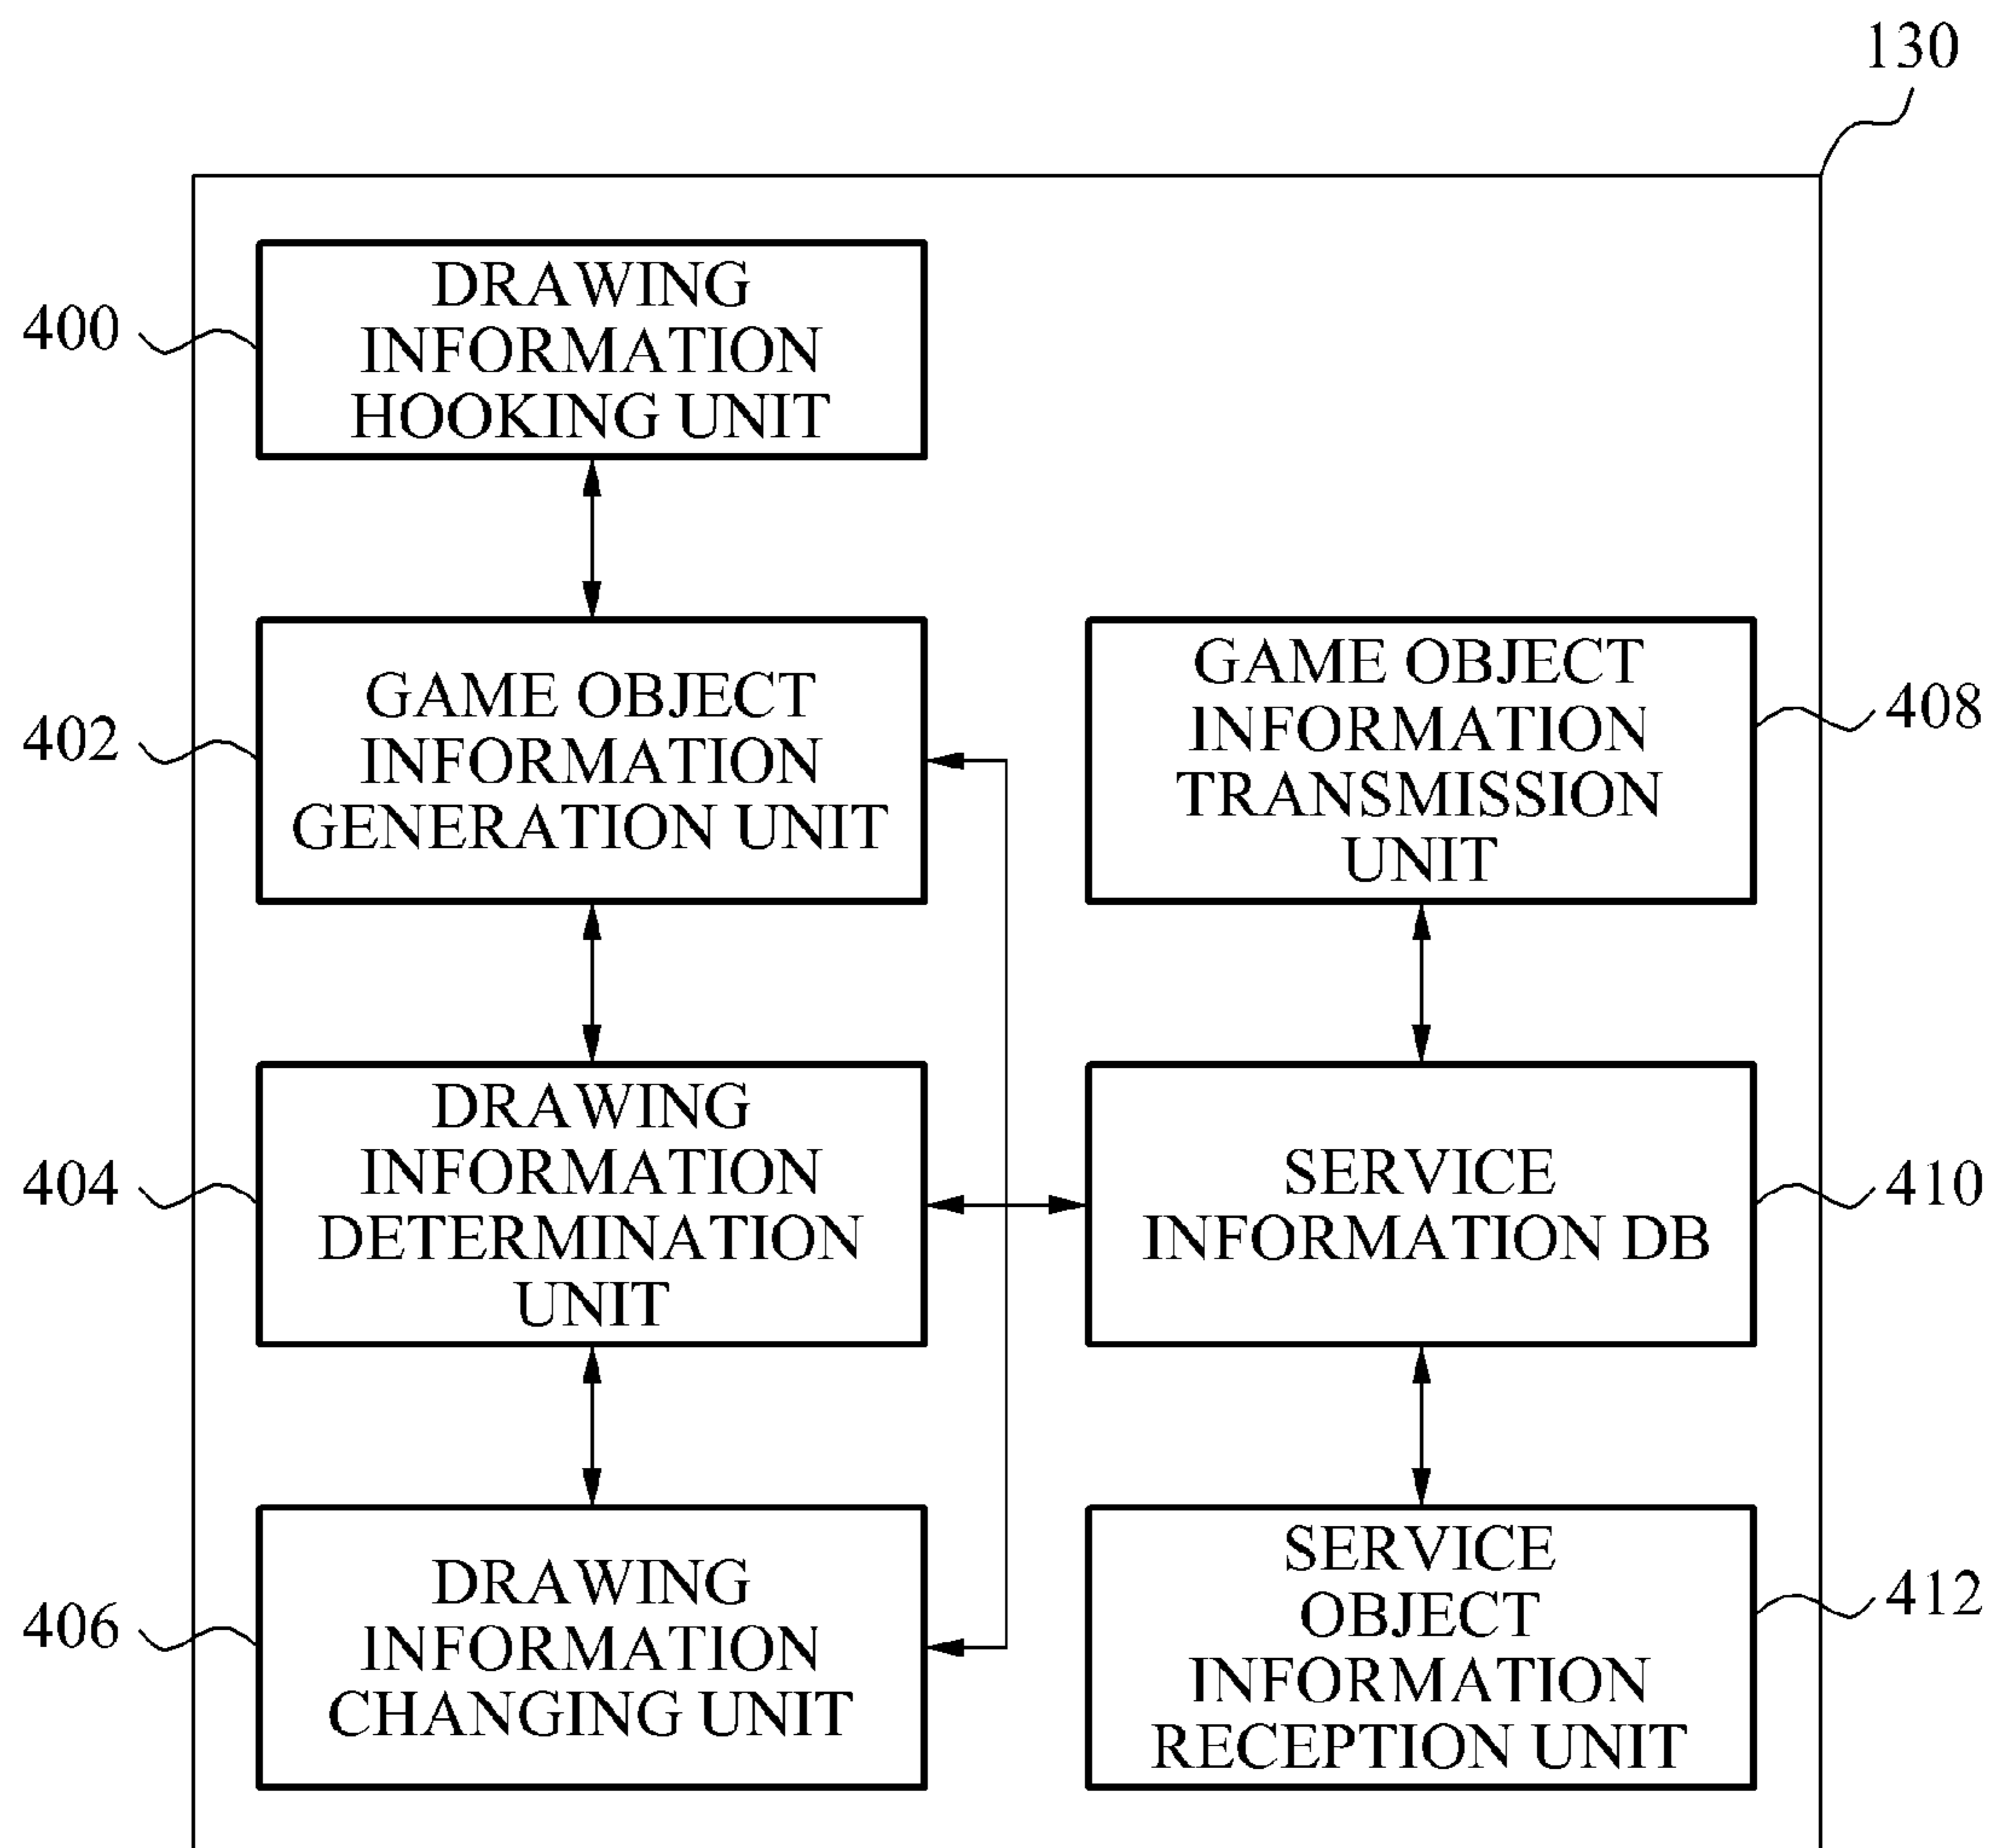 130
400
DRAWING
INFORMATION
HOOKING UNIT
402
GAME OBJECT
INFORMATION
GENERATION UNIT
GAME OBJECT
INFORMATION
TRANSMISSION
UNIT
408
404
DRAWING
INFORMATION
DETERMINATION
UNIT
SERVICE
INFORMATION DB
410
406
DRAWING
INFORMATION
CHANGING UNIT
SERVICE
OBJECT
INFORMATION
RECEPTION UNIT
412